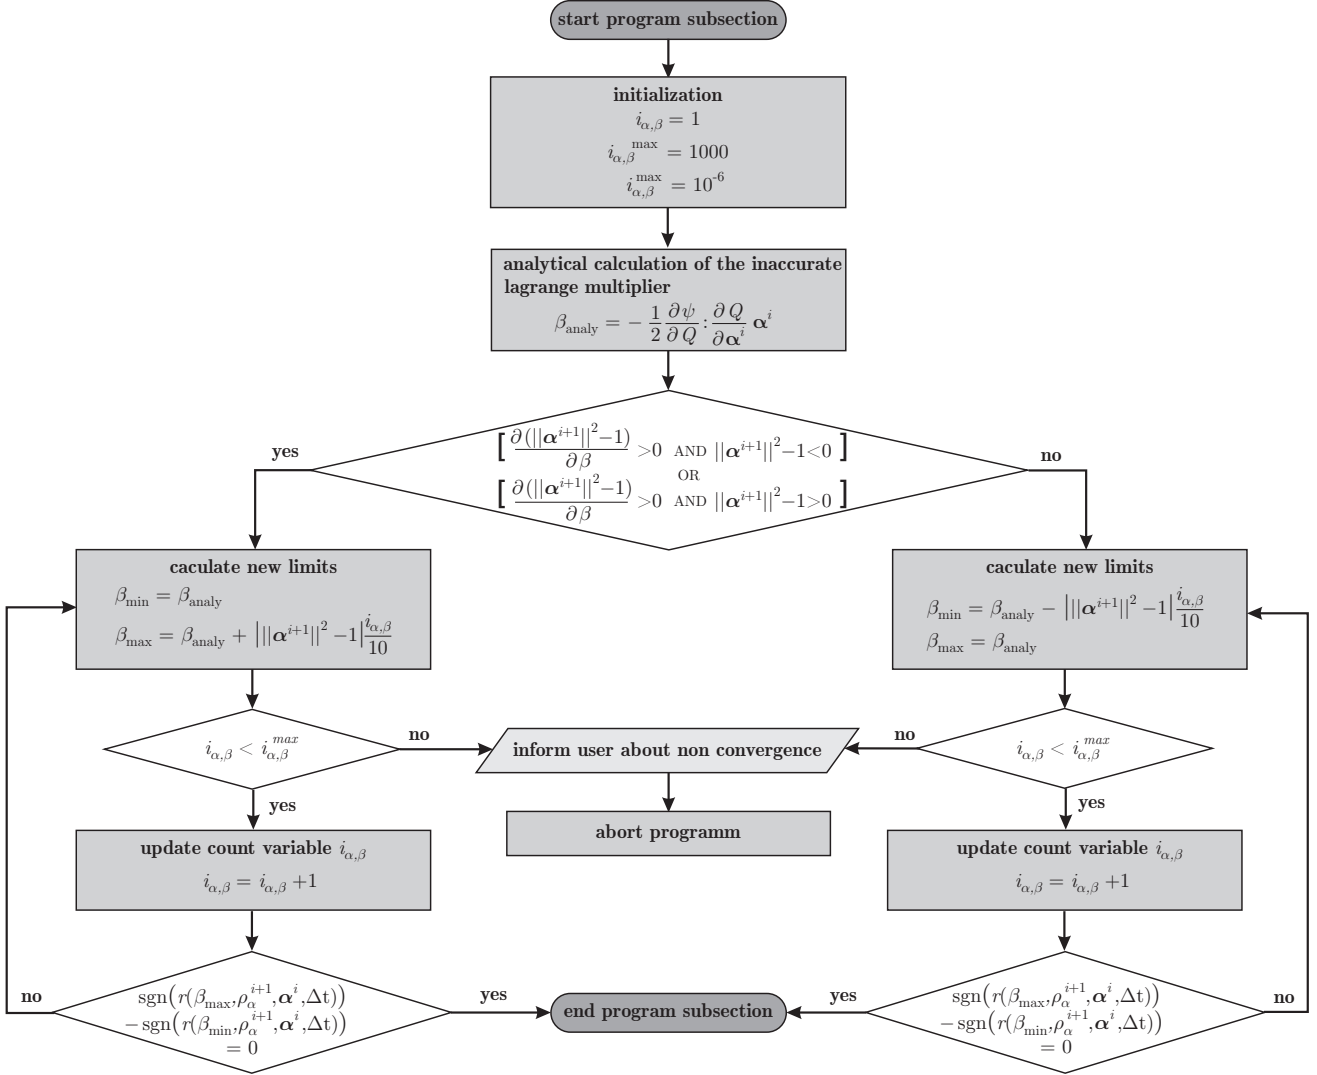 start program subsection
initialization
i_{α,β} = 1
i_{α,β}^{max} = 1000
i_{α,β}^{max} = 10^{-6}
analytical calculation of the inaccurate
lagrange multiplier
β_{analy} = − \frac{1}{2} \frac{∂ψ}{∂Q} : \frac{∂Q}{∂α^i} α^i
[ \frac{∂(||α^{i+1}||^2−1)}{∂β} >0 AND ||α^{i+1}||^2−1<0 ]
OR
[ \frac{∂(||α^{i+1}||^2−1)}{∂β} >0 AND ||α^{i+1}||^2−1>0 ]
yes
no
caculate new limits
β_{min} = β_{analy}
β_{max} = β_{analy} + | ||α^{i+1}||^2 −1| \frac{i_{α,β}}{10}
caculate new limits
β_{min} = β_{analy} − | ||α^{i+1}||^2 −1| \frac{i_{α,β}}{10}
β_{max} = β_{analy}
i_{α,β} < i_{α,β}^{max}
no
inform user about non convergence
no
i_{α,β} < i_{α,β}^{max}
yes
yes
abort programm
update count variable i_{α,β}
i_{α,β} = i_{α,β} +1
update count variable i_{α,β}
i_{α,β} = i_{α,β} +1
no
sgn(r(β_{max},ρ_α^{i+1},α^i,Δt))
−sgn(r(β_{min},ρ_α^{i+1},α^i,Δt))
= 0
yes
end program subsection
yes
sgn(r(β_{max},ρ_α^{i+1},α^i,Δt))
−sgn(r(β_{min},ρ_α^{i+1},α^i,Δt))
= 0
no